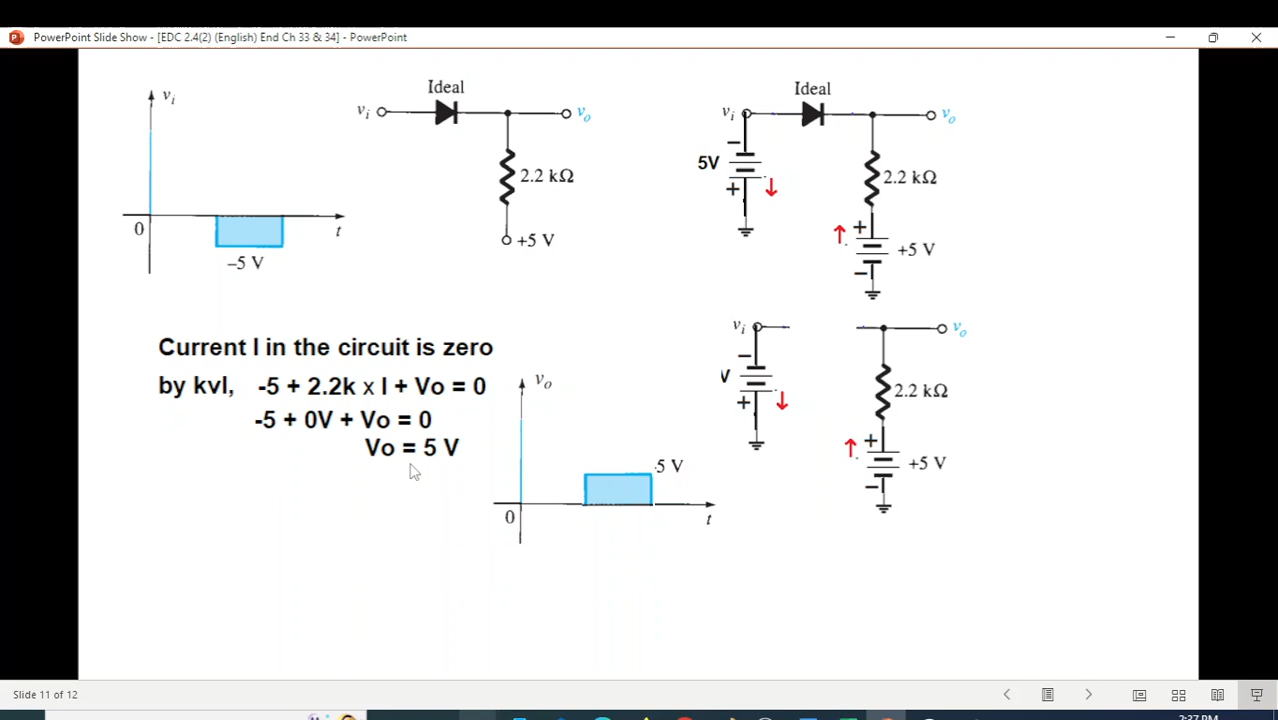 PowerPoint Slide Show - [EDC 2.4(2) (English) End Ch 33 & 34] - PowerPoint
vi
0
t
–5 V
Ideal
vi
vo
2.2 kΩ
+5 V
Ideal
vi
vo
5V
−
+
2.2 kΩ
+
+5 V
−
Current I in the circuit is zero
by kvl, -5 + 2.2k x I + Vo = 0
-5 + 0V + Vo = 0
Vo = 5 V
vo
5 V
0
t
vi
vo
−
V
+
2.2 kΩ
+
+5 V
−
Slide 11 of 12